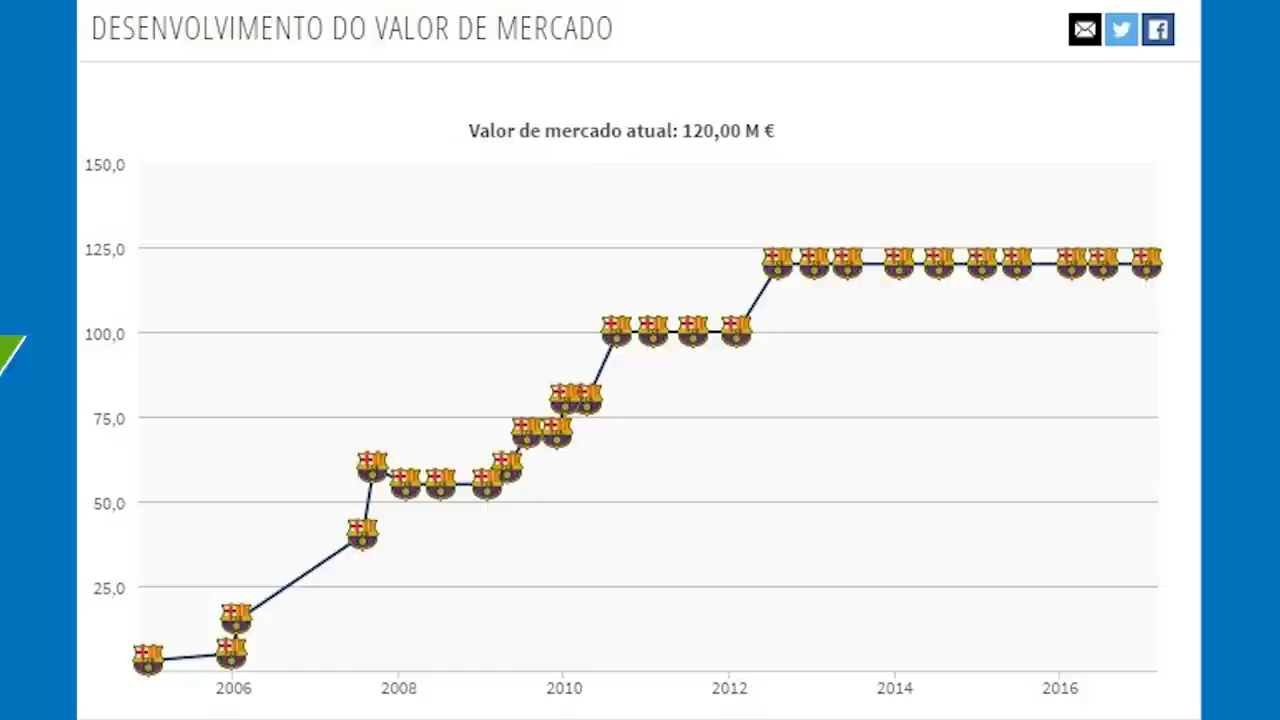 DESENVOLVIMENTO DO VALOR DE MERCADO
Valor de mercado atual: 120,00 M €
150,0
125,0
100,0
75,0
50,0
25,0
2006 2008 2010 2012 2014 2016